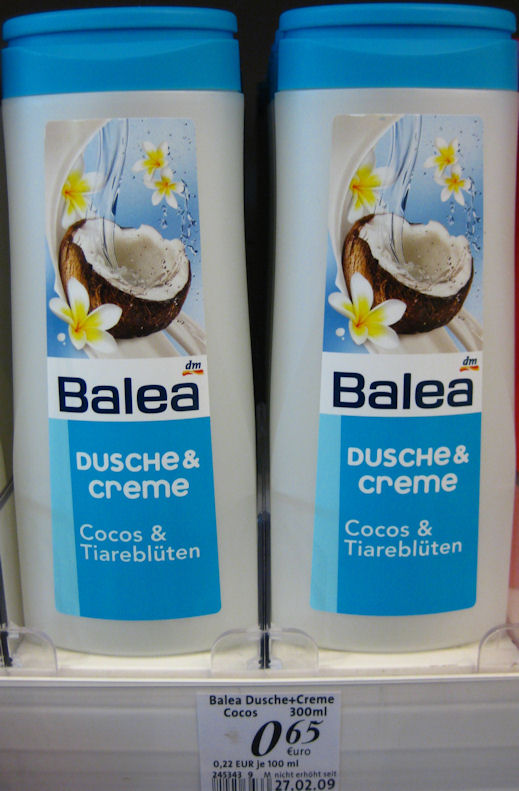 dm
Balea
DUSCHE &
creme
Cocos &
Tiareblüten
dm
Balea
DUSCHE &
creme
Cocos &
Tiareblüten
Balea Dusche+Creme
Cocos 300ml
0 65
Euro
0,22 EUR je 100 ml
245343 9 M nicht erhöht seit
27.02.09